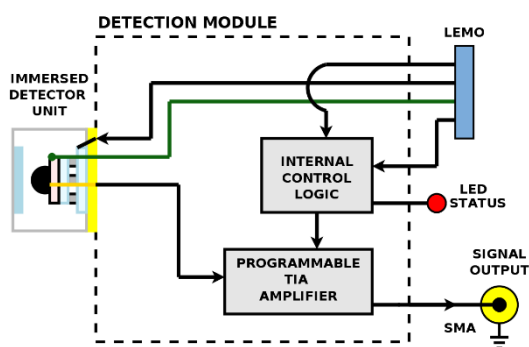 DETECTION MODULE
LEMO
IMMERSED
DETECTOR
UNIT
INTERNAL
CONTROL
LOGIC
LED
STATUS
PROGRAMMABLE
TIA
AMPLIFIER
SIGNAL
OUTPUT
SMA